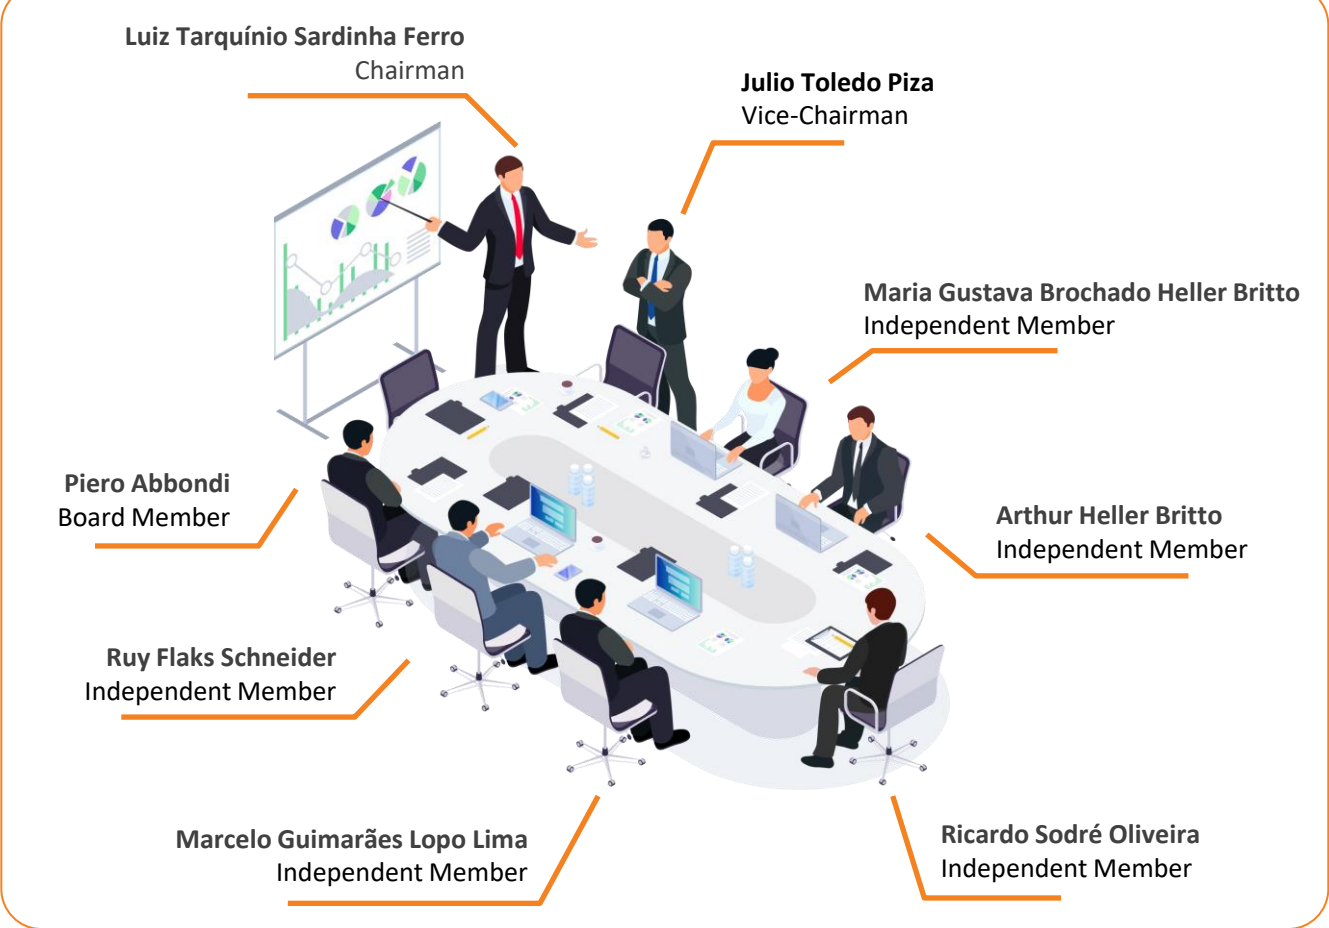 Luiz Tarquínio Sardinha Ferro
Chairman
Julio Toledo Piza
Vice-Chairman
Maria Gustava Brochado Heller Britto
Independent Member
Piero Abbondi
Board Member
Arthur Heller Britto
Independent Member
Ruy Flaks Schneider
Independent Member
Marcelo Guimarães Lopo Lima
Independent Member
Ricardo Sodré Oliveira
Independent Member